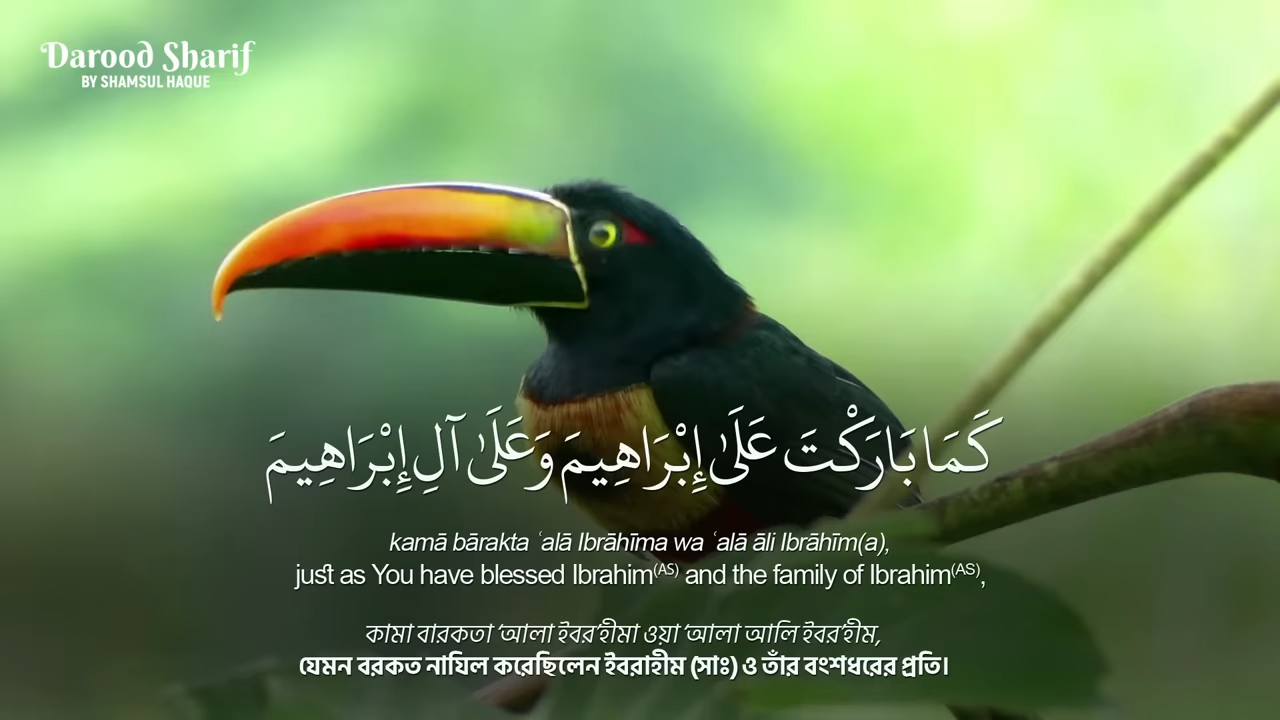 Darood Sharif
BY SHAMSUL HAQUE
كَمَا بَارَكْتَ عَلَىٰ إِبْرَاهِيمَ وَعَلَىٰ آلِ إِبْرَاهِيمَ
kamā bārakta ʿalā Ibrāhīma wa ʿalā āli Ibrāhīm(a),
just as You have blessed Ibrahim(AS) and the family of Ibrahim(AS),
কামা বারকতা ‘আলা ইবর‘হীমা ওয়া ‘আলা আলি ইবর‘হীম,
যেমন বরকত নাযিল করেছিলেন ইবরাহীম (সাঃ) ও তাঁর বংশধরের প্রতি।